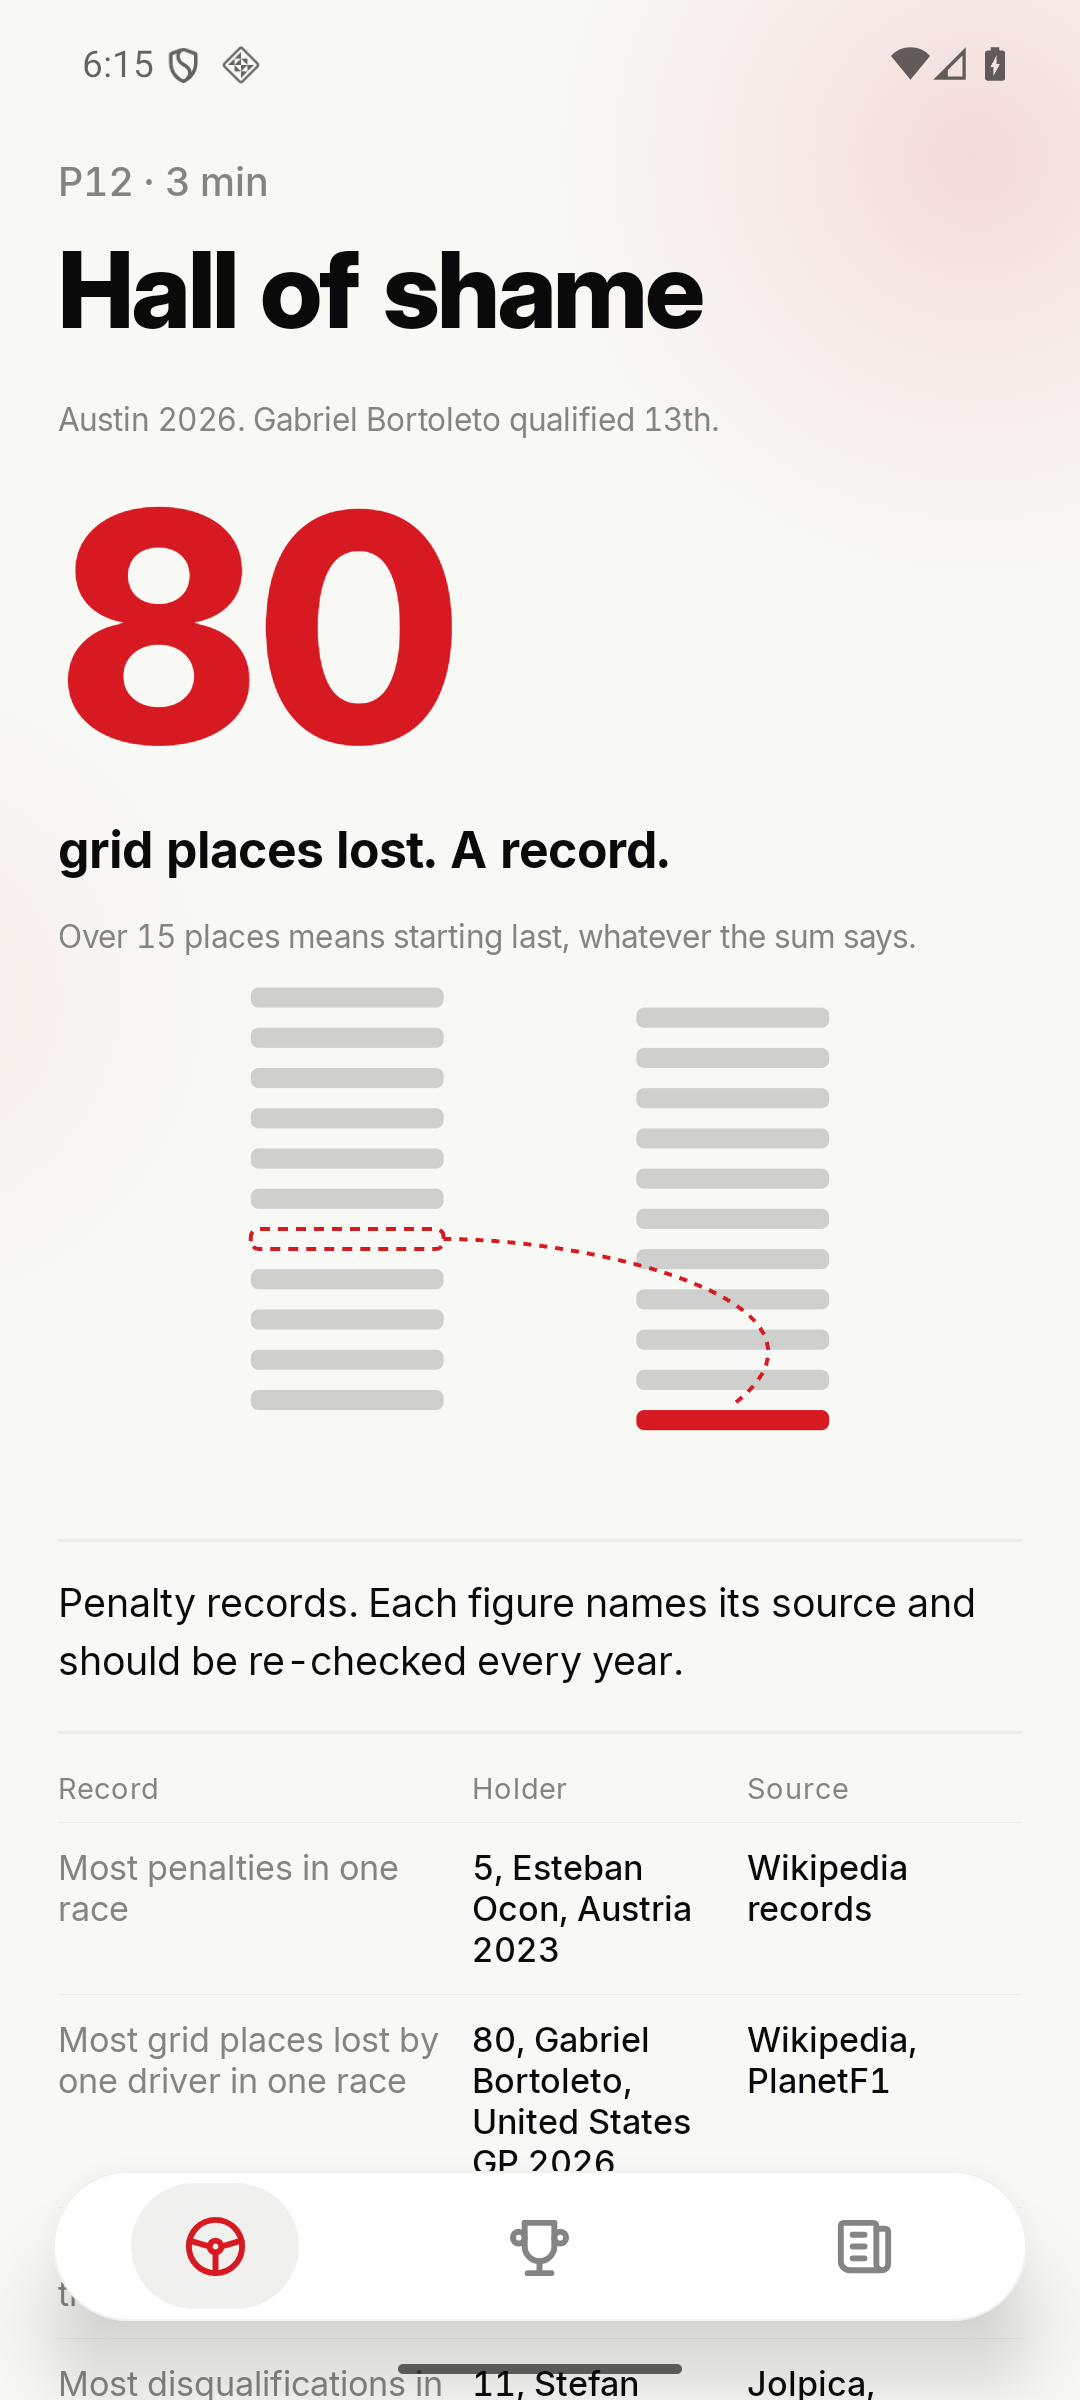 6:15
P12 · 3 min
Hall of shame
Austin 2026. Gabriel Bortoleto qualified 13th.
80
grid places lost. A record.
Over 15 places means starting last, whatever the sum says.
Penalty records. Each figure names its source and
should be re-checked every year.
Record Holder Source
Most penalties in one race
5, Esteban Ocon, Austria 2023
Wikipedia records
Most grid places lost by one driver in one race
80, Gabriel Bortoleto, United States GP 2026
Wikipedia, PlanetF1
Most disqualifications in
11, Stefan
Jolpica,